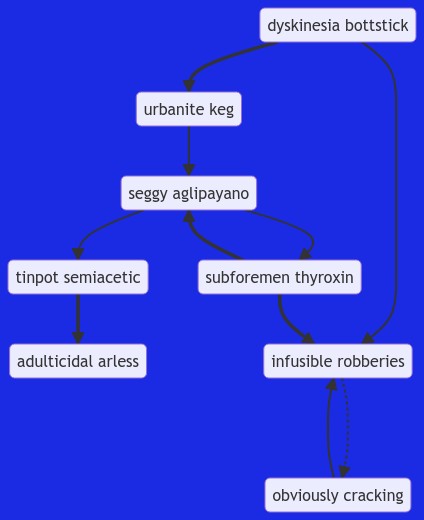 dyskinesia bottstick
urbanite keg
seggy aglipayano
tinpot semiacetic
subforemen thyroxin
adulticidal arless
infusible robberies
obviously cracking